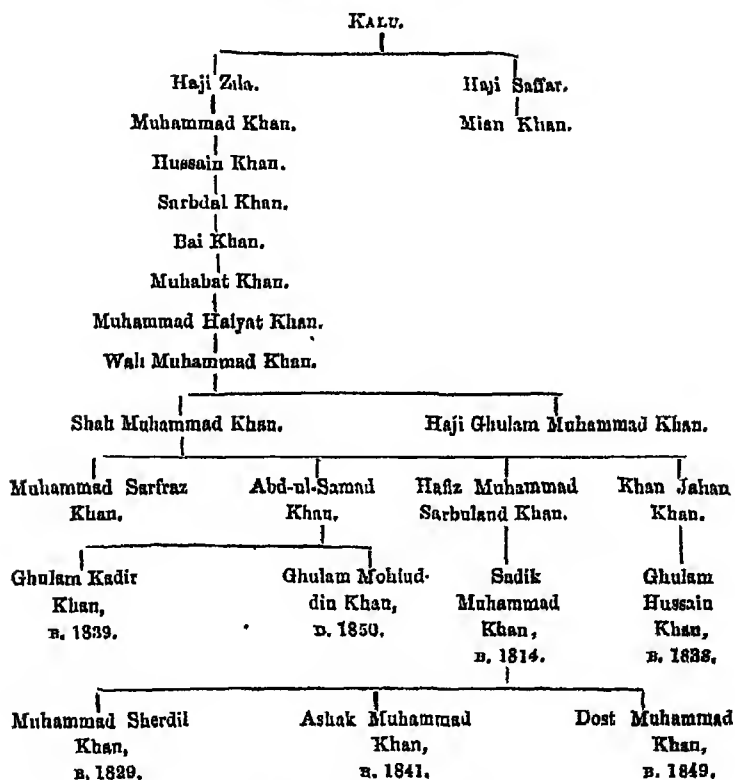 KALU.
Haji Zila. Haji Saffar.
Muhammad Khan. Mian Khan.
Hussain Khan.
Sarbdal Khan.
Bai Khan.
Muhabat Khan.
Muhammad Haiyat Khan.
Wali Muhammad Khan.
Shah Muhammad Khan. Haji Ghulam Muhammad Khan.
Muhammad Sarfraz Abd-ul-Samad Hafiz Muhammad Khan Jahan
Khan. Khan. Sarbuland Khan. Khan.
Ghulam Kadir Ghulam Mohiud- Sadik Ghulam
Khan, din Khan, Muhammad Hussain
B. 1839. D. 1850. Khan, Khan,
B. 1814. B. 1838.
Muhammad Sherdil Ashak Muhammad Dost Muhammad
Khan, Khan, Khan,
B. 1829. B. 1841. B. 1849.